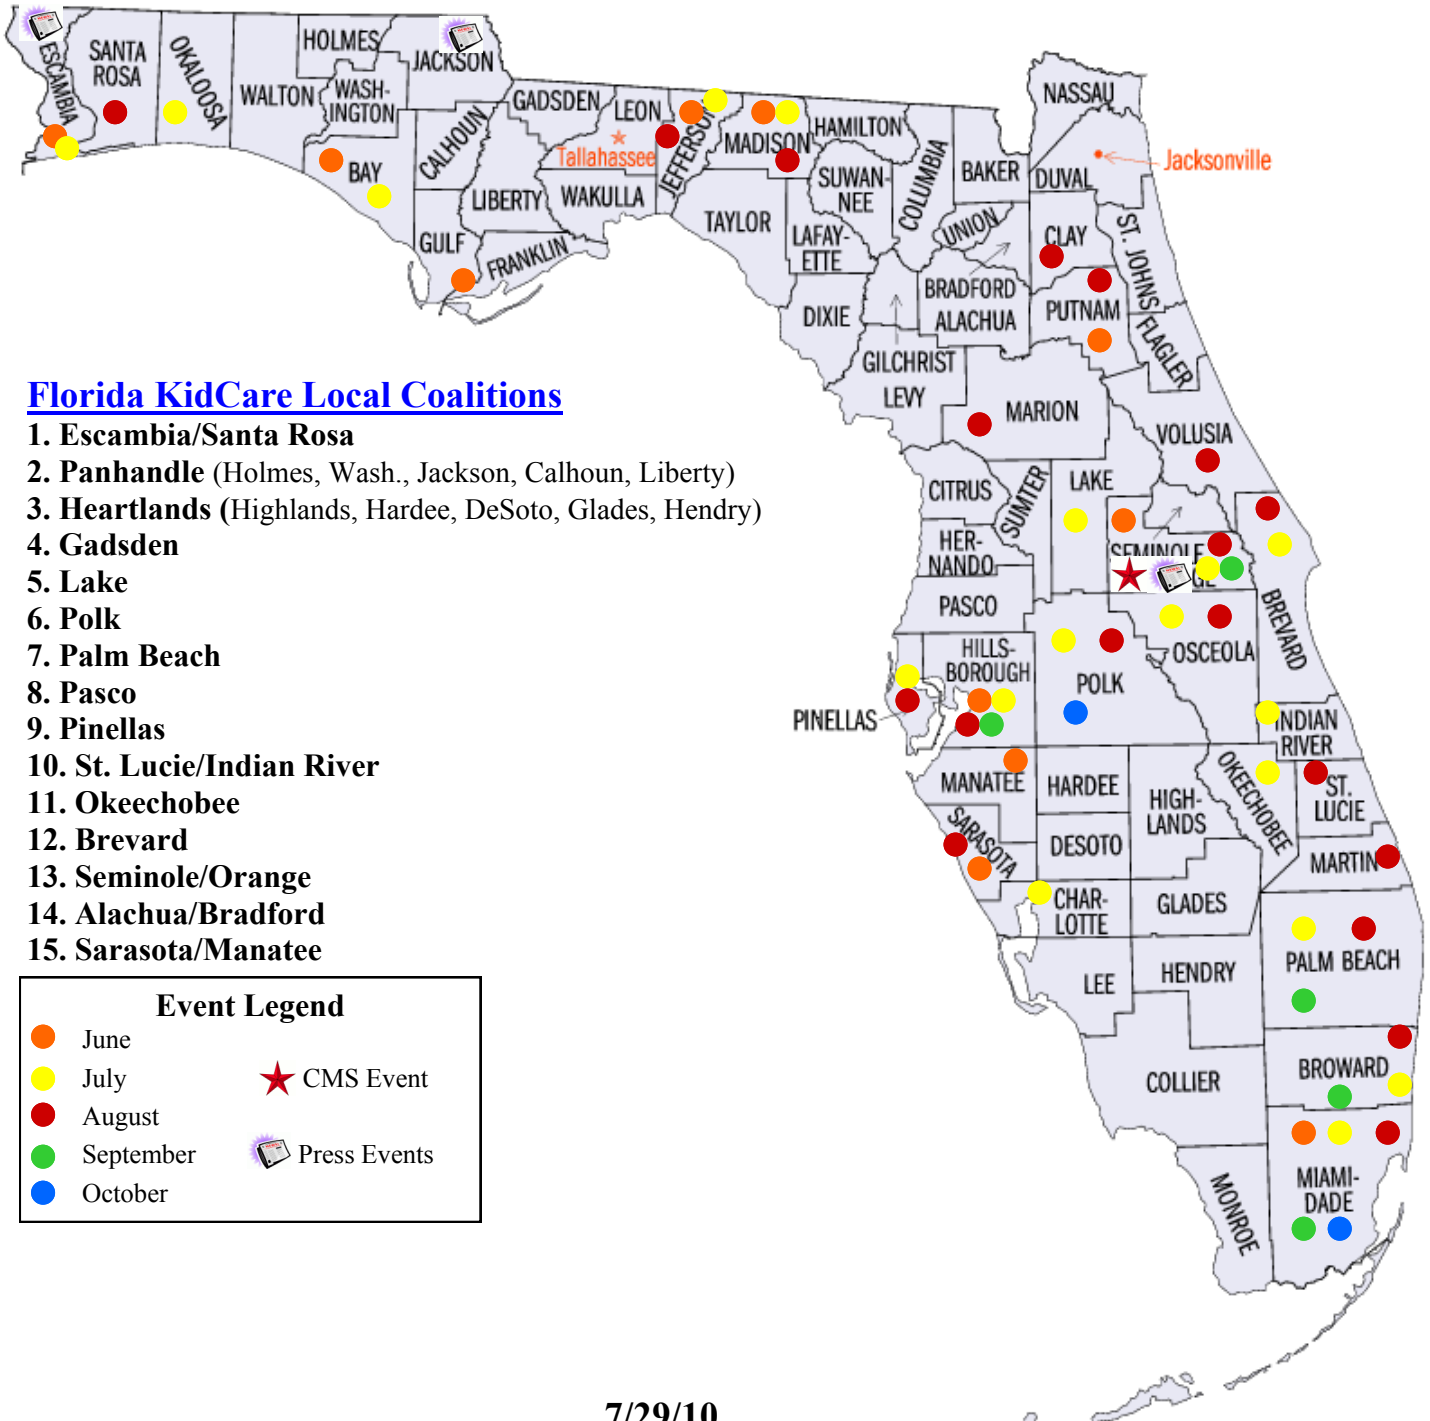 HOLMES
JACKSON
ESCAMBIA
SANTA
ROSA
OKALOOSA
WALTON
WASH-
INGTON
BAY
CALHOUN
GADSDEN
LEON
Tallahassee
JEFFERSON
MADISON
HAMILTON
LIBERTY
WAKULLA
GULF
FRANKLIN
TAYLOR
SUWAN-
NEE
LAFAY-
ETTE
COLUMBIA
BAKER
NASSAU
DUVAL
Jacksonville
UNION
CLAY
ST. JOHNS
BRADFORD
ALACHUA
PUTNAM
DIXIE
GILCHRIST
LEVY
FLAGLER
MARION
VOLUSIA
CITRUS
SUMTER
LAKE
HER-
NANDO
SEMINOLE
GE
PASCO
BREVARD
OSCEOLA
HILLS-
BOROUGH
POLK
PINELLAS
INDIAN
RIVER
MANATEE
HARDEE
HIGH-
LANDS
OKEECHOBEE
ST.
LUCIE
SARASOTA
DESOTO
MARTIN
CHAR-
LOTTE
GLADES
PALM BEACH
LEE
HENDRY
COLLIER
BROWARD
MONROE
MIAMI-
DADE
Florida KidCare Local Coalitions
1. Escambia/Santa Rosa
2. Panhandle (Holmes, Wash., Jackson, Calhoun, Liberty)
3. Heartlands (Highlands, Hardee, DeSoto, Glades, Hendry)
4. Gadsden
5. Lake
6. Polk
7. Palm Beach
8. Pasco
9. Pinellas
10. St. Lucie/Indian River
11. Okeechobee
12. Brevard
13. Seminole/Orange
14. Alachua/Bradford
15. Sarasota/Manatee
Event Legend
June
July
CMS Event
August
September
Press Events
October
7/29/10